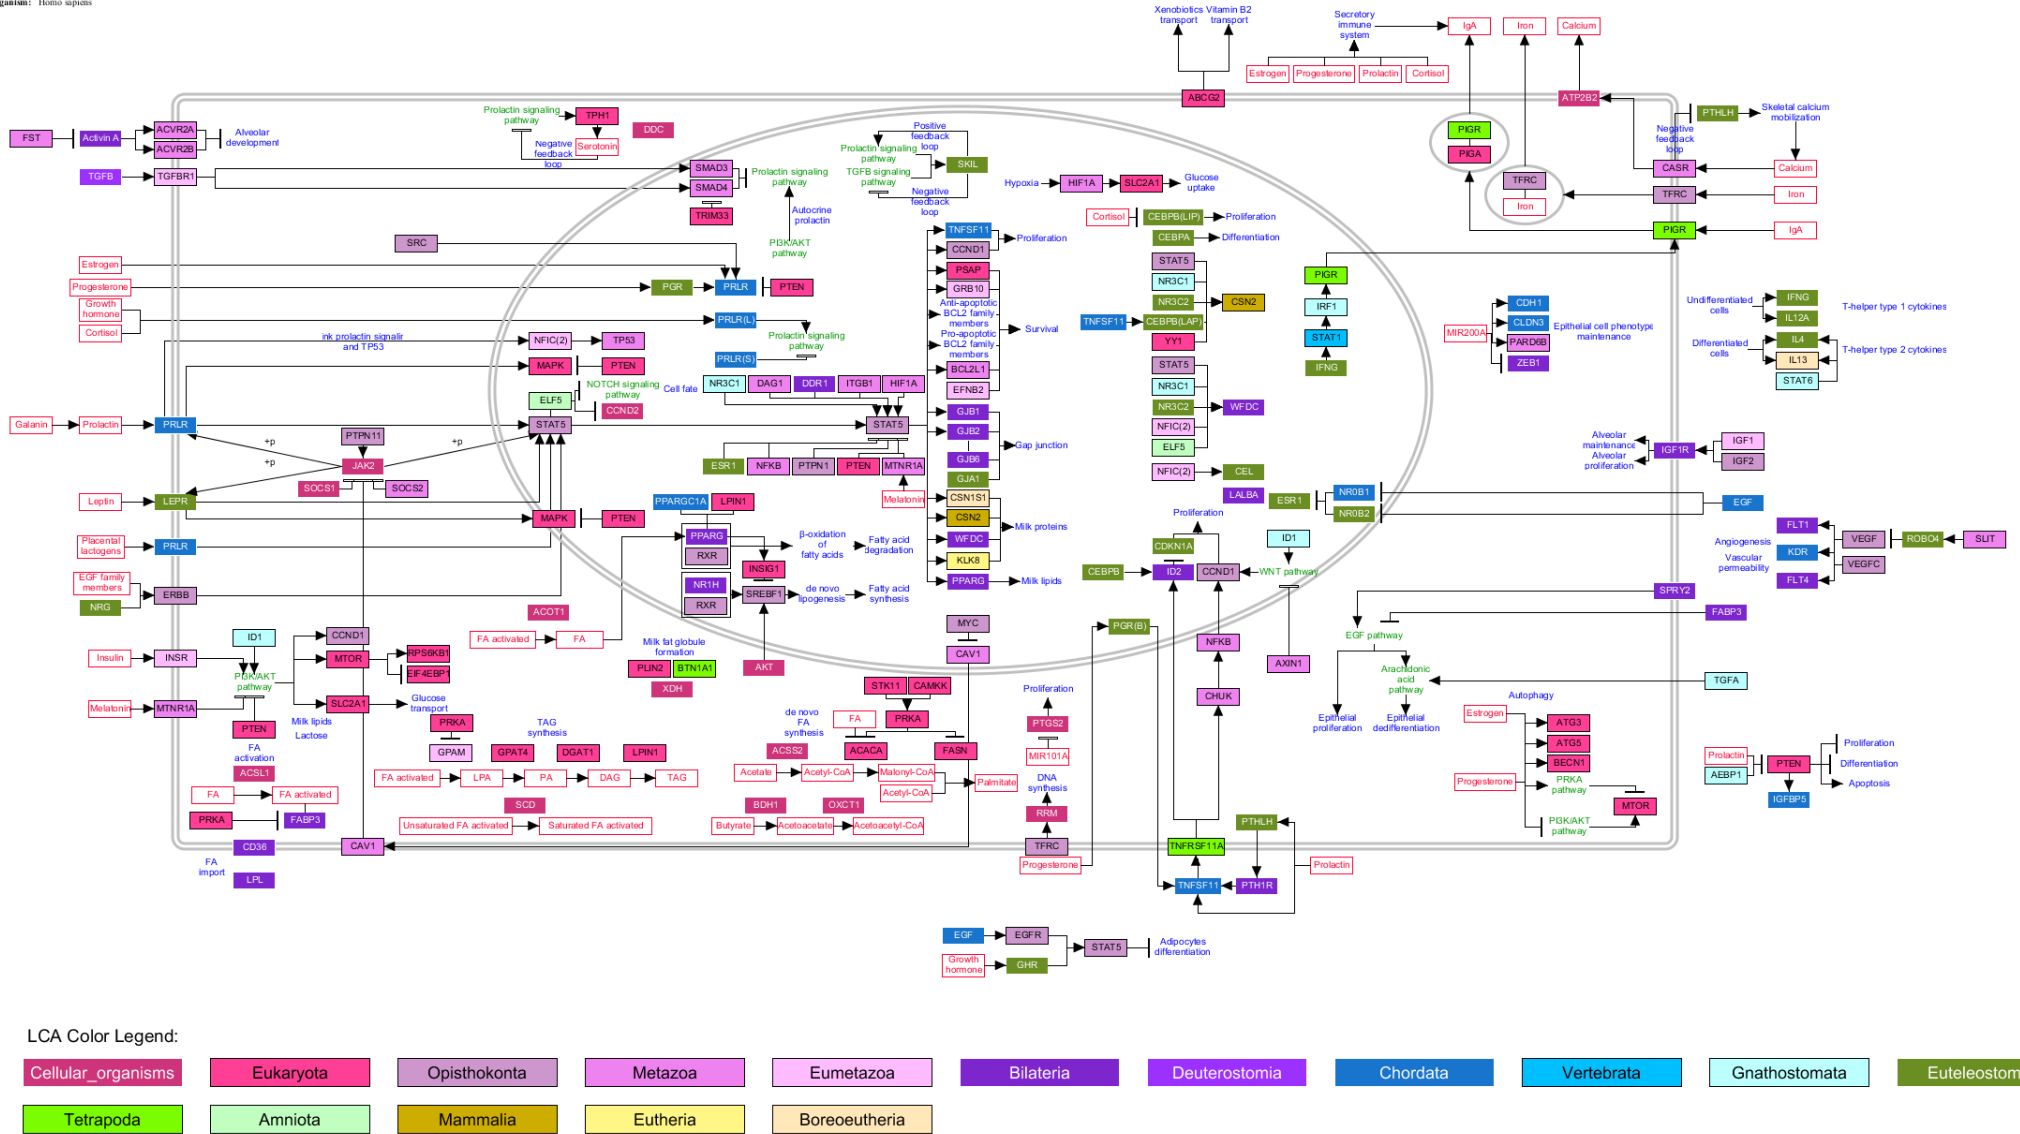 ganism: Homo sapiens
Xenobiotics transport
Vitamin B2 transport
Secretory immune system
IgA
Iron
Calcium
Estrogen
Progesterone
Prolactin
Cortisol
ABCG2
ATP2B2
PTHLH
Skeletal calcium mobilization
Negative feedback loop
CASR
Calcium
TFRC
Iron
PIGR
IgA
PIGR
PIGA
TFRC
Iron
FST
Activin A
ACVR2A
ACVR2B
Alveolar development
TGFB
TGFBR1
Prolactin signaling pathway
TPH1
Serotonin
Negative feedback loop
DDC
SMAD3
SMAD4
TRIM33
Prolactin signaling pathway
Autocrine prolactin
PI3K/AKT pathway
Positive feedback loop
Prolactin signaling pathway
TGFB signaling pathway
SKIL
Negative feedback loop
Hypoxia
HIF1A
SLC2A1
Glucose uptake
SRC
Estrogen
Progesterone
PGR
PRLR
PTEN
Growth hormone
Cortisol
PRLR(L)
Prolactin signaling pathway
PRLR(S)
ink prolactin signalir
and TP53
NFIC(2)
TP53
MAPK
PTEN
ELF5
NOTCH signaling pathway
CCND2
Cell fate
NR3C1
DAG1
DDR1
ITGB1
HIF1A
Galanin
Prolactin
PRLR
STAT5
STAT5
+p
+p
+p
PTPN11
JAK2
SOCS1
SOCS2
ESR1
NFKB
PTPN1
PTEN
MTNR1A
Melatonin
Leptin
LEPR
MAPK
PTEN
Placental lactogens
PRLR
EGF family members
NRG
ERBB
TNFSF11
CCND1
Proliferation
PSAP
GRB10
Anti-apoptotic BCL2 family members
Pro-apoptotic BCL2 family members
BCL2L1
EFNB2
Survival
GJB1
GJB2
GJB6
GJA1
Gap junction
CSN1S1
CSN2
WFDC
KLK8
Milk proteins
PPARG
Milk lipids
PPARGC1A
LPIN1
PPARG
RXR
NR1H
RXR
INSIG1
SREBF1
β-oxidation of fatty acids
Fatty acid degradation
de novo lipogenesis
Fatty acid synthesis
ACOT1
FA activated
FA
Milk fat globule formation
PLIN2
BTN1A1
XDH
AKT
MYC
CAV1
Cortisol
CEBPB(LIP)
Proliferation
CEBPA
Differentiation
STAT5
NR3C1
NR3C2
CSN2
TNFSF11
CEBPB(LAP)
YY1
STAT5
NR3C1
NR3C2
WFDC
NFIC(2)
ELF5
NFIC(2)
CEL
LALBA
PIGR
IRF1
STAT1
IFNG
ESR1
NR0B1
NR0B2
EGF
MIR200A
CDH1
CLDN3
PARD6B
ZEB1
Epithelial cell phenotype maintenance
Undifferentiated cells
IFNG
IL12A
T-helper type 1 cytokines
Differentiated cells
IL4
IL13
STAT6
T-helper type 2 cytokines
Alveolar maintenance
Alveolar proliferation
IGF1R
IGF1
IGF2
Angiogenesis
Vascular permeability
FLT1
KDR
FLT4
VEGF
VEGFC
ROBO4
SLIT
Proliferation
CDKN1A
CEBPB
ID2
CCND1
ID1
WNT pathway
AXIN1
PGR(B)
NFKB
CHUK
SPRY2
FABP3
EGF pathway
Arachidonic acid pathway
TGFA
Epithelial proliferation
Epithelial dedifferentiation
Autophagy
Estrogen
ATG3
ATG5
BECN1
Progesterone
PRKA pathway
MTOR
PI3K/AKT pathway
Prolactin
AEBP1
PTEN
IGFBP5
Proliferation
Differentiation
Apoptosis
Insulin
INSR
ID1
PI3K/AKT pathway
Melatonin
MTNR1A
PTEN
CCND1
MTOR
RPS6KB1
EIF4EBP1
SLC2A1
Glucose transport
Milk lipids
Lactose
FA activation
ACSL1
FA
FA activated
PRKA
FABP3
CD36
FA import
LPL
CAV1
PRKA
GPAM
TAG synthesis
GPAT4
DGAT1
LPIN1
FA activated
LPA
PA
DAG
TAG
SCD
Unsaturated FA activated
Saturated FA activated
STK11
CAMKK
PRKA
FA
de novo FA synthesis
ACSS2
ACACA
FASN
Acetate
Acetyl-CoA
Malonyl-CoA
Acetyl-CoA
Palmitate
BDH1
OXCT1
Butyrate
Acetoacetate
Acetoacetyl-CoA
Proliferation
PTGS2
MIR101A
DNA synthesis
RRM
TFRC
Progesterone
TNFRSF11A
TNFSF11
PTHLH
PTH1R
Prolactin
EGF
EGFR
Growth hormone
GHR
STAT5
Adipocytes differentiation
LCA Color Legend:
Cellular_organisms
Eukaryota
Opisthokonta
Metazoa
Eumetazoa
Bilateria
Deuterostomia
Chordata
Vertebrata
Gnathostomata
Euteleostom
Tetrapoda
Amniota
Mammalia
Eutheria
Boreoeutheria